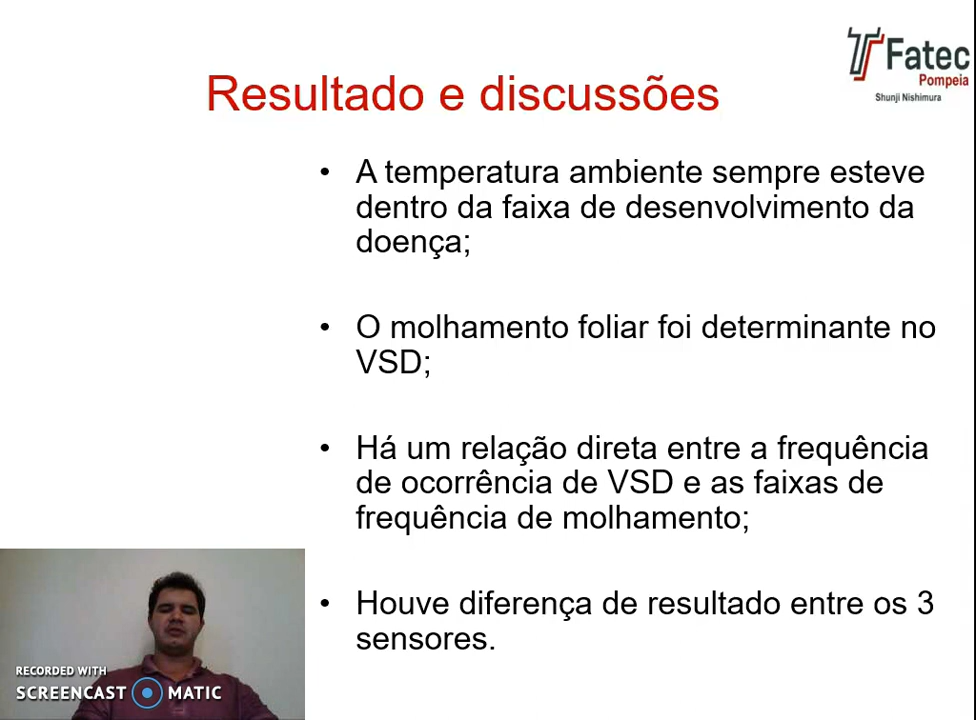 Fatec
Pompeia
Shunji Nishimura
Resultado e discussões
• A temperatura ambiente sempre esteve
dentro da faixa de desenvolvimento da
doença;
• O molhamento foliar foi determinante no
VSD;
• Há um relação direta entre a frequência
de ocorrência de VSD e as faixas de
frequência de molhamento;
• Houve diferença de resultado entre os 3
sensores.
RECORDED WITH
SCREENCAST MATIC